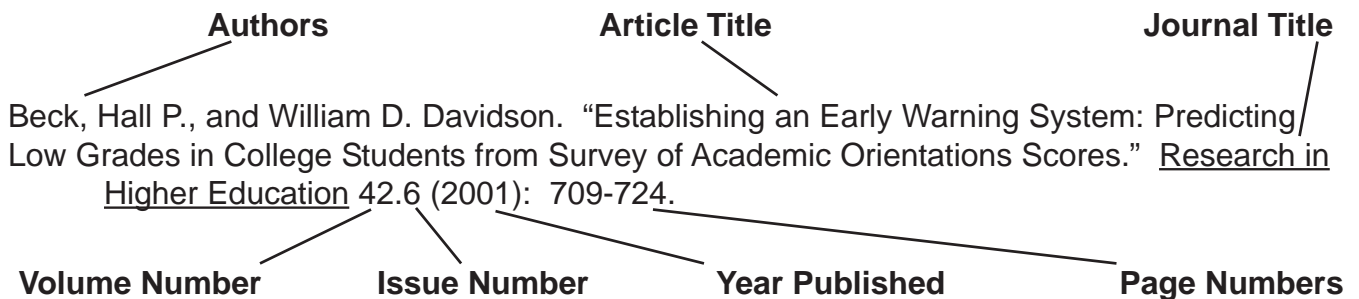 Authors Article Title Journal Title
Beck, Hall P., and William D. Davidson.  “Establishing an Early Warning System: Predicting
Low Grades in College Students from Survey of Academic Orientations Scores.”  Research in
Higher Education 42.6 (2001):  709-724.
Volume Number Issue Number Year Published Page Numbers